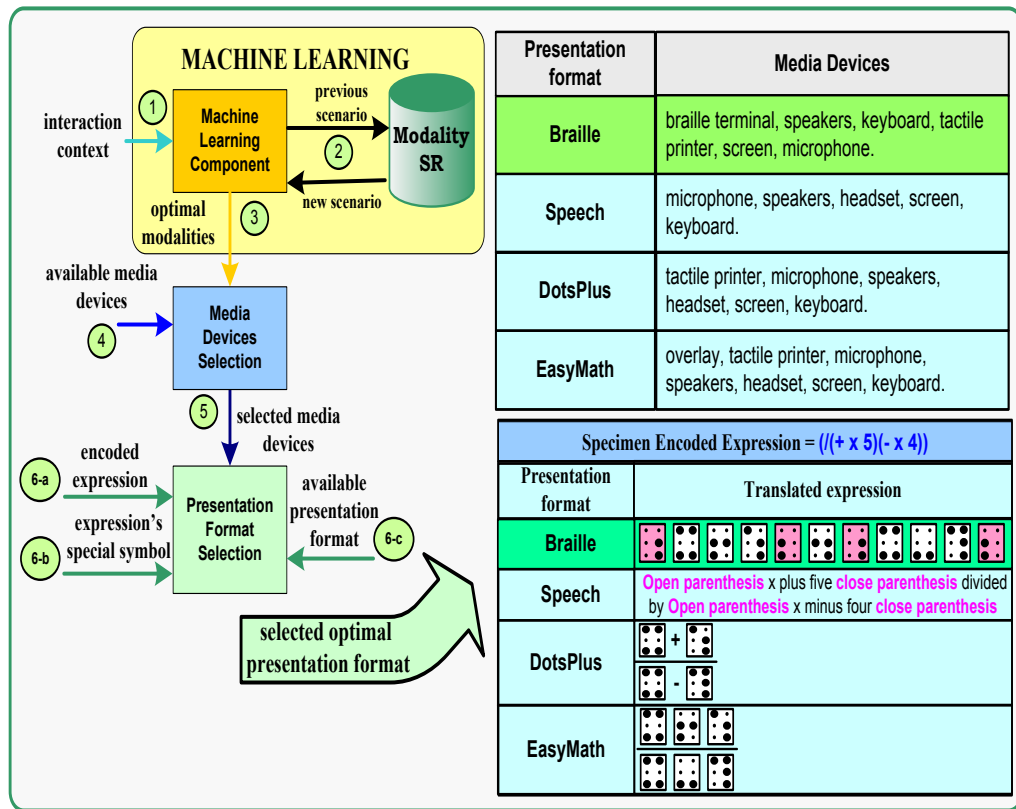 MACHINE LEARNING
1
interaction
context
Machine
Learning
Component
previous
scenario
2
new scenario
Modality
SR
optimal
modalities
3
available media
devices
4
Media
Devices
Selection
5
selected media
devices
6-a
encoded
expression
6-b
expression's
special symbol
Presentation
Format
Selection
available
presentation
format
6-c
selected optimal
presentation format
Presentation
format
Media Devices
Braille
braille terminal, speakers, keyboard, tactile
printer, screen, microphone.
Speech
microphone, speakers, headset, screen,
keyboard.
DotsPlus
tactile printer, microphone, speakers,
headset, screen, keyboard.
EasyMath
overlay, tactile printer, microphone,
speakers, headset, screen, keyboard.
Specimen Encoded Expression = (/(+ x 5)(- x 4))
Presentation
format
Translated expression
Braille
Speech
Open parenthesis x plus five close parenthesis divided
by Open parenthesis x minus four close parenthesis
DotsPlus
+
-
EasyMath